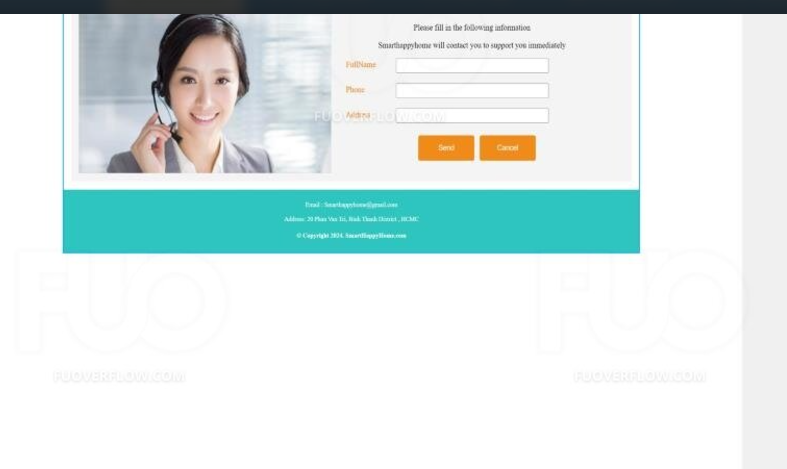 Please fill in the following information
Smarthappyhome will contact you to support you immediately
FullName
Phone
Address
FUOVERFLOW.COM
Send
Cancel
Email : Smarthappyhome@gmail.com
Address: 20 Phan Van Tri, Binh Thanh District , HCMC
© Copyright 2024. SmartHappyHome.com
FUO
FUO
FUOVERFLOW.COM
FUOVERFLOW.COM